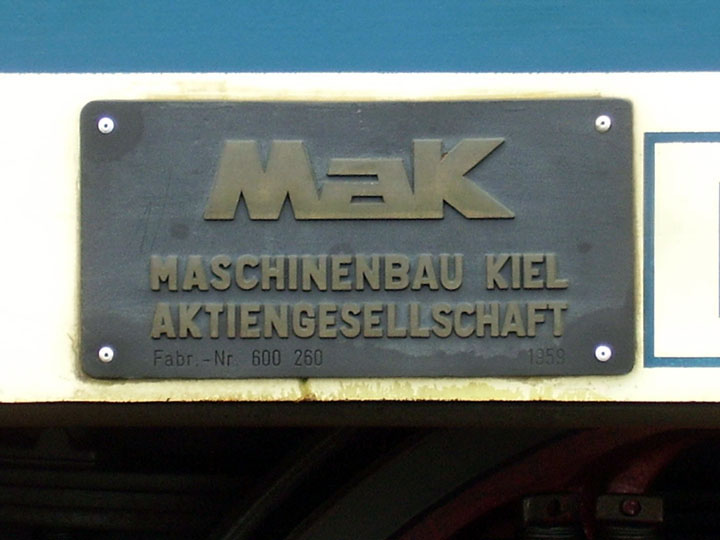 MaK
MASCHINENBAU KIEL
AKTIENGESELLSCHAFT
Fabr.-Nr. 600 260 1959